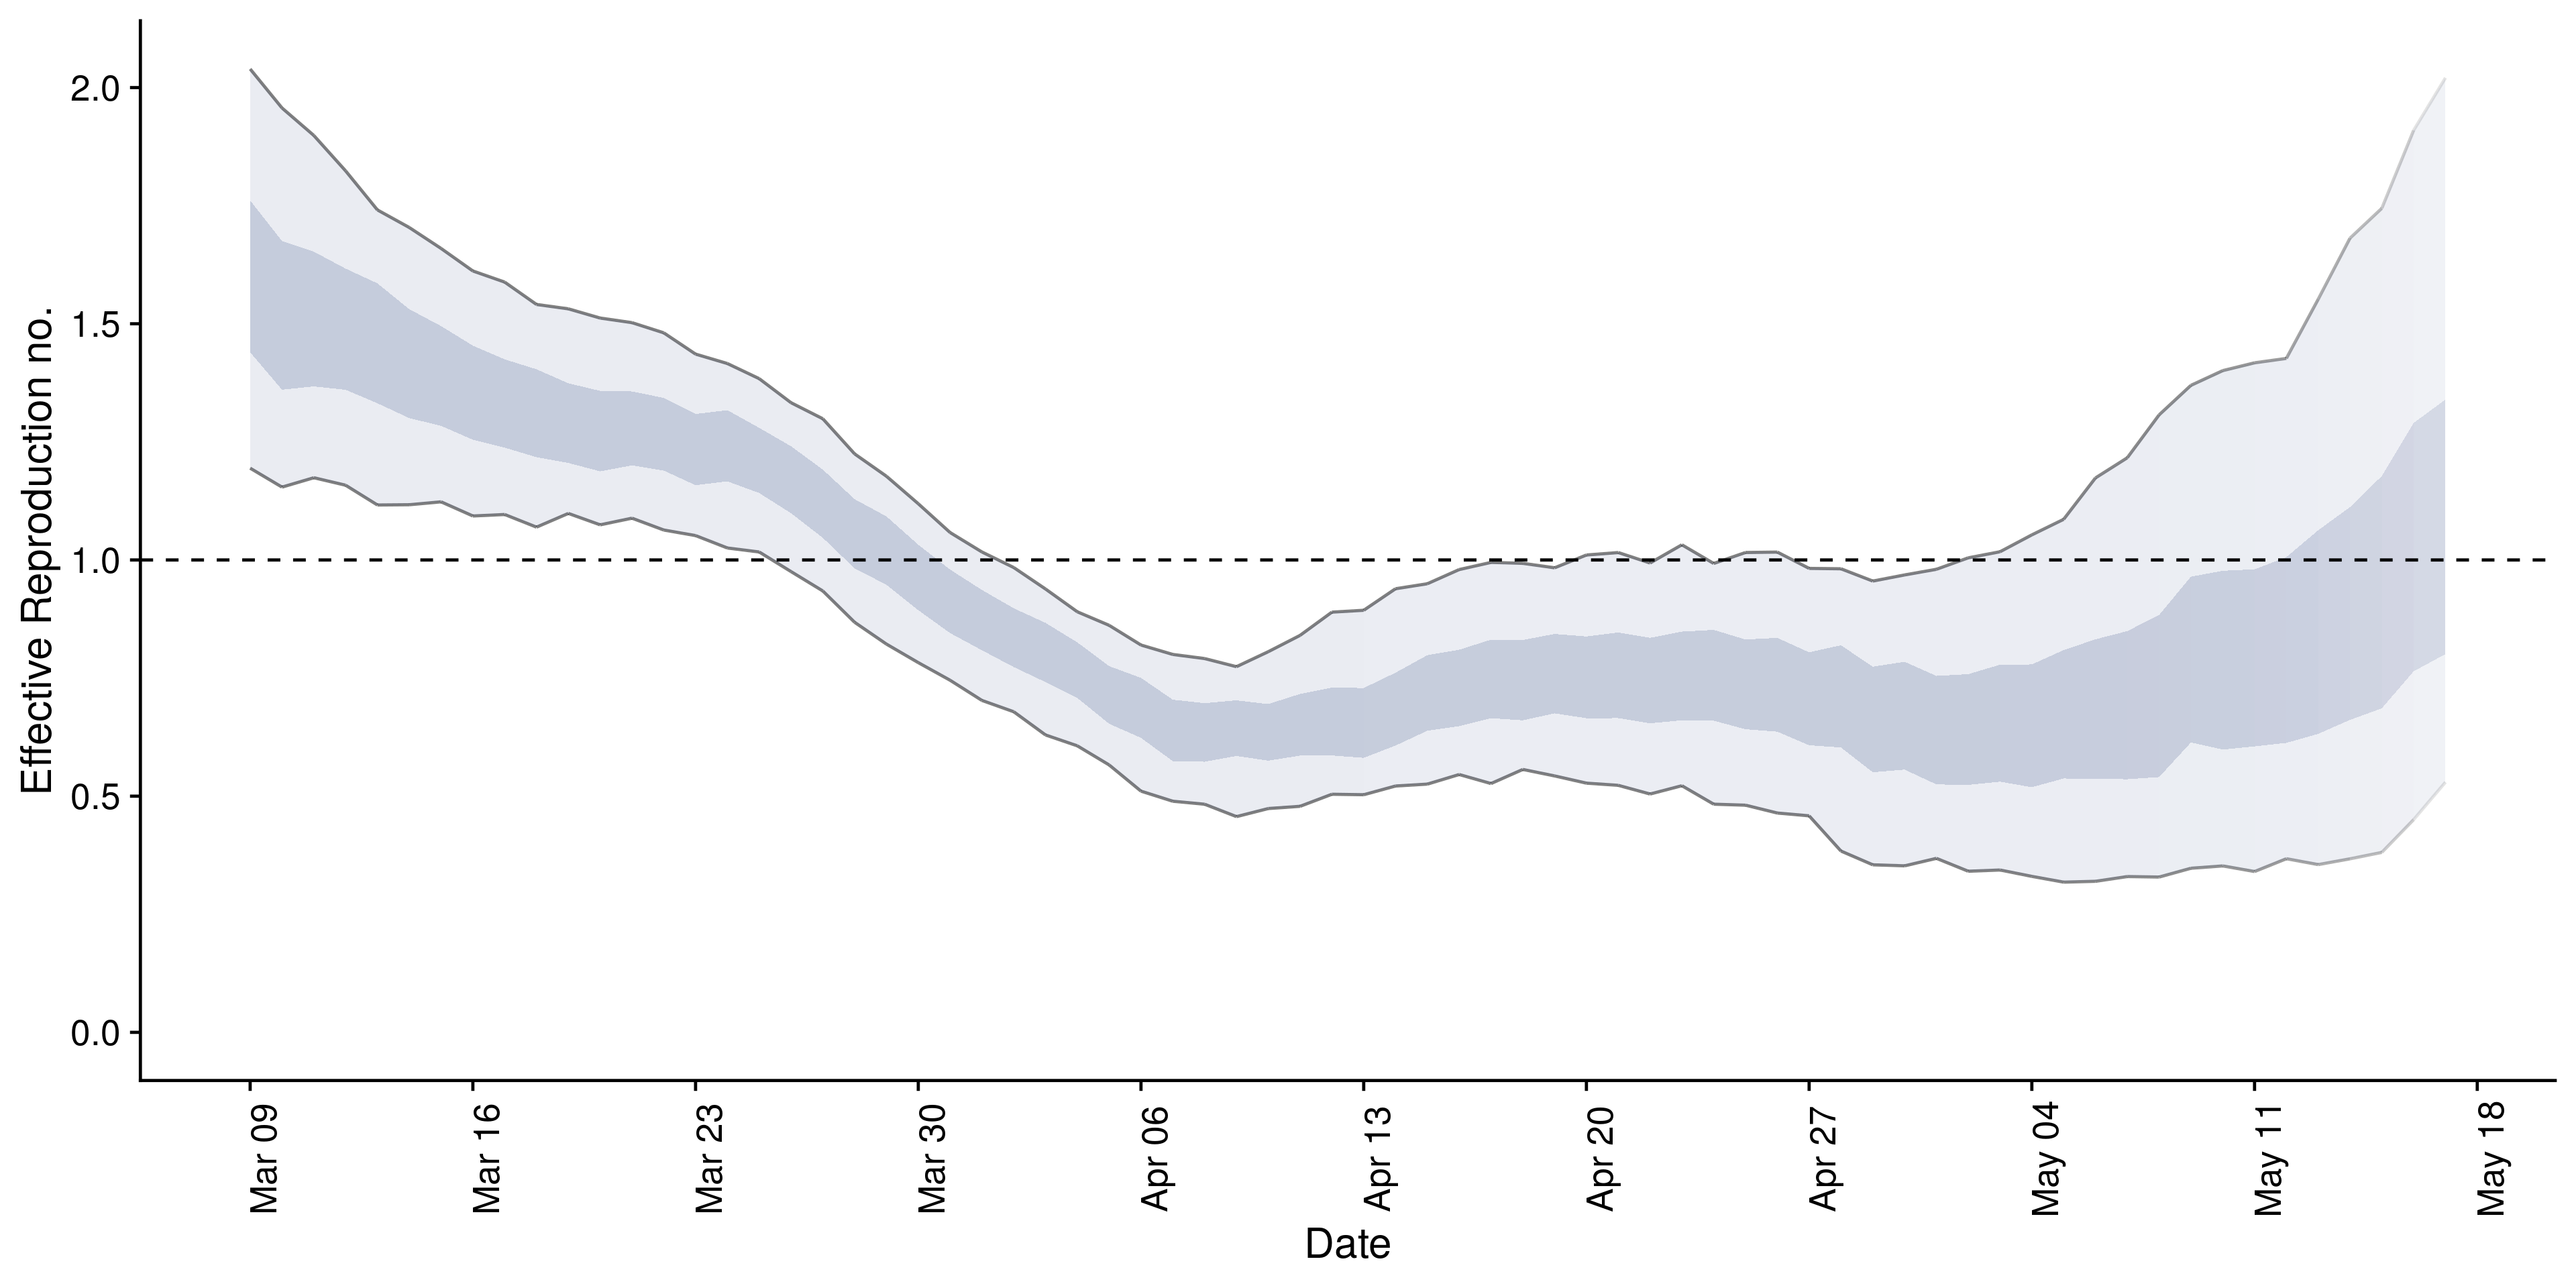 Effective Reproduction no.
2.0
1.5
1.0
0.5
0.0
Mar 09
Mar 16
Mar 23
Mar 30
Apr 06
Apr 13
Apr 20
Apr 27
May 04
May 11
May 18
Date